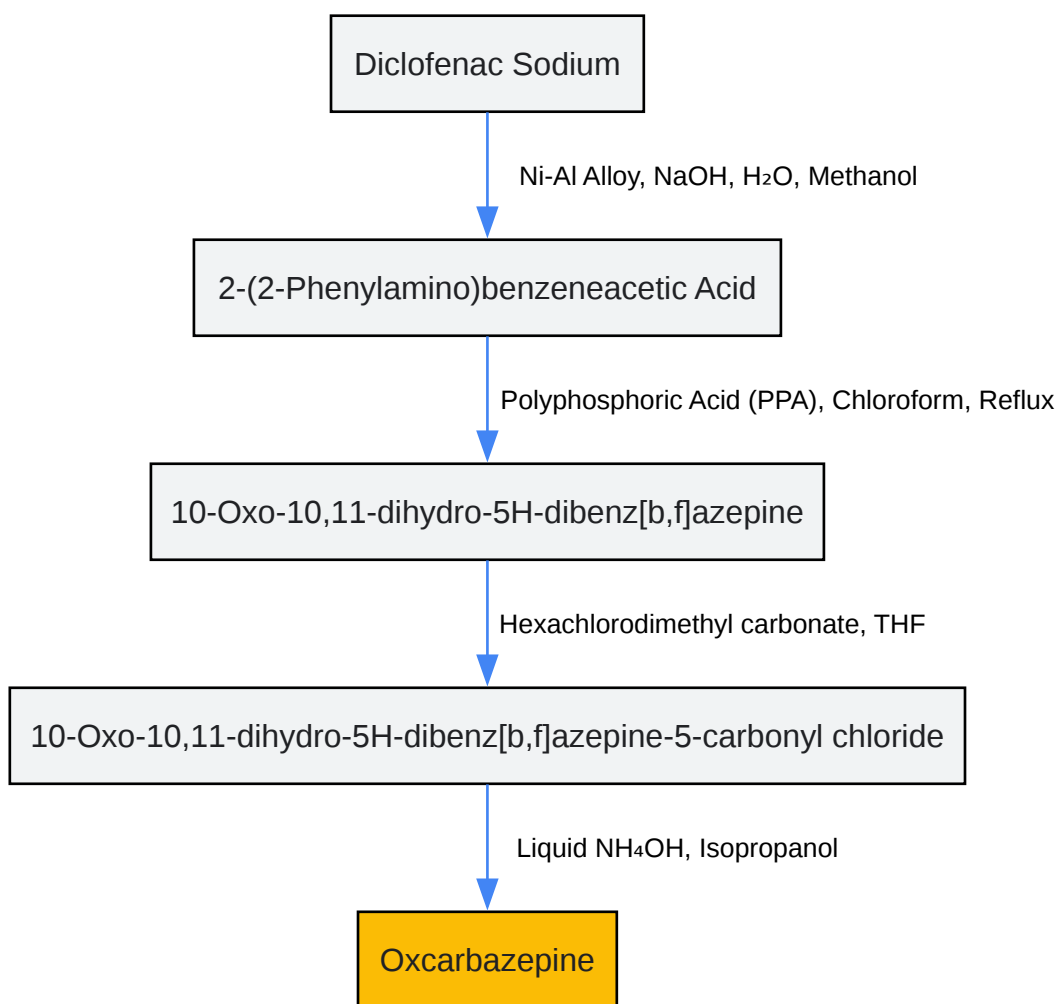 Diclofenac Sodium
Ni-Al Alloy, NaOH, H₂O, Methanol
2-(2-Phenylamino)benzeneacetic Acid
Polyphosphoric Acid (PPA), Chloroform, Reflux
10-Oxo-10,11-dihydro-5H-dibenz[b,f]azepine
Hexachlorodimethyl carbonate, THF
10-Oxo-10,11-dihydro-5H-dibenz[b,f]azepine-5-carbonyl chloride
Liquid NH₄OH, Isopropanol
Oxcarbazepine